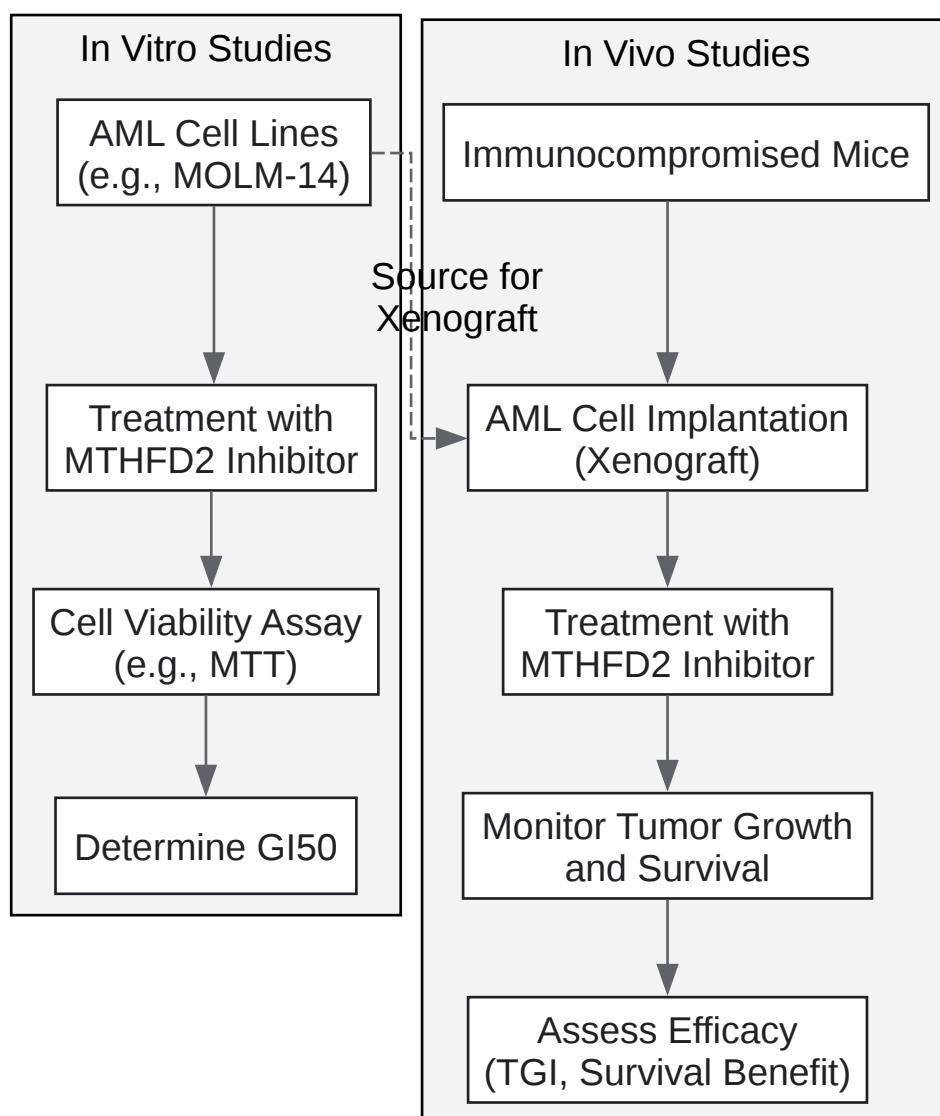 In Vitro Studies
AML Cell Lines
(e.g., MOLM-14)
Treatment with
MTHFD2 Inhibitor
Cell Viability Assay
(e.g., MTT)
Determine GI50
Source for
Xenograft
In Vivo Studies
Immunocompromised Mice
AML Cell Implantation
(Xenograft)
Treatment with
MTHFD2 Inhibitor
Monitor Tumor Growth
and Survival
Assess Efficacy
(TGI, Survival Benefit)